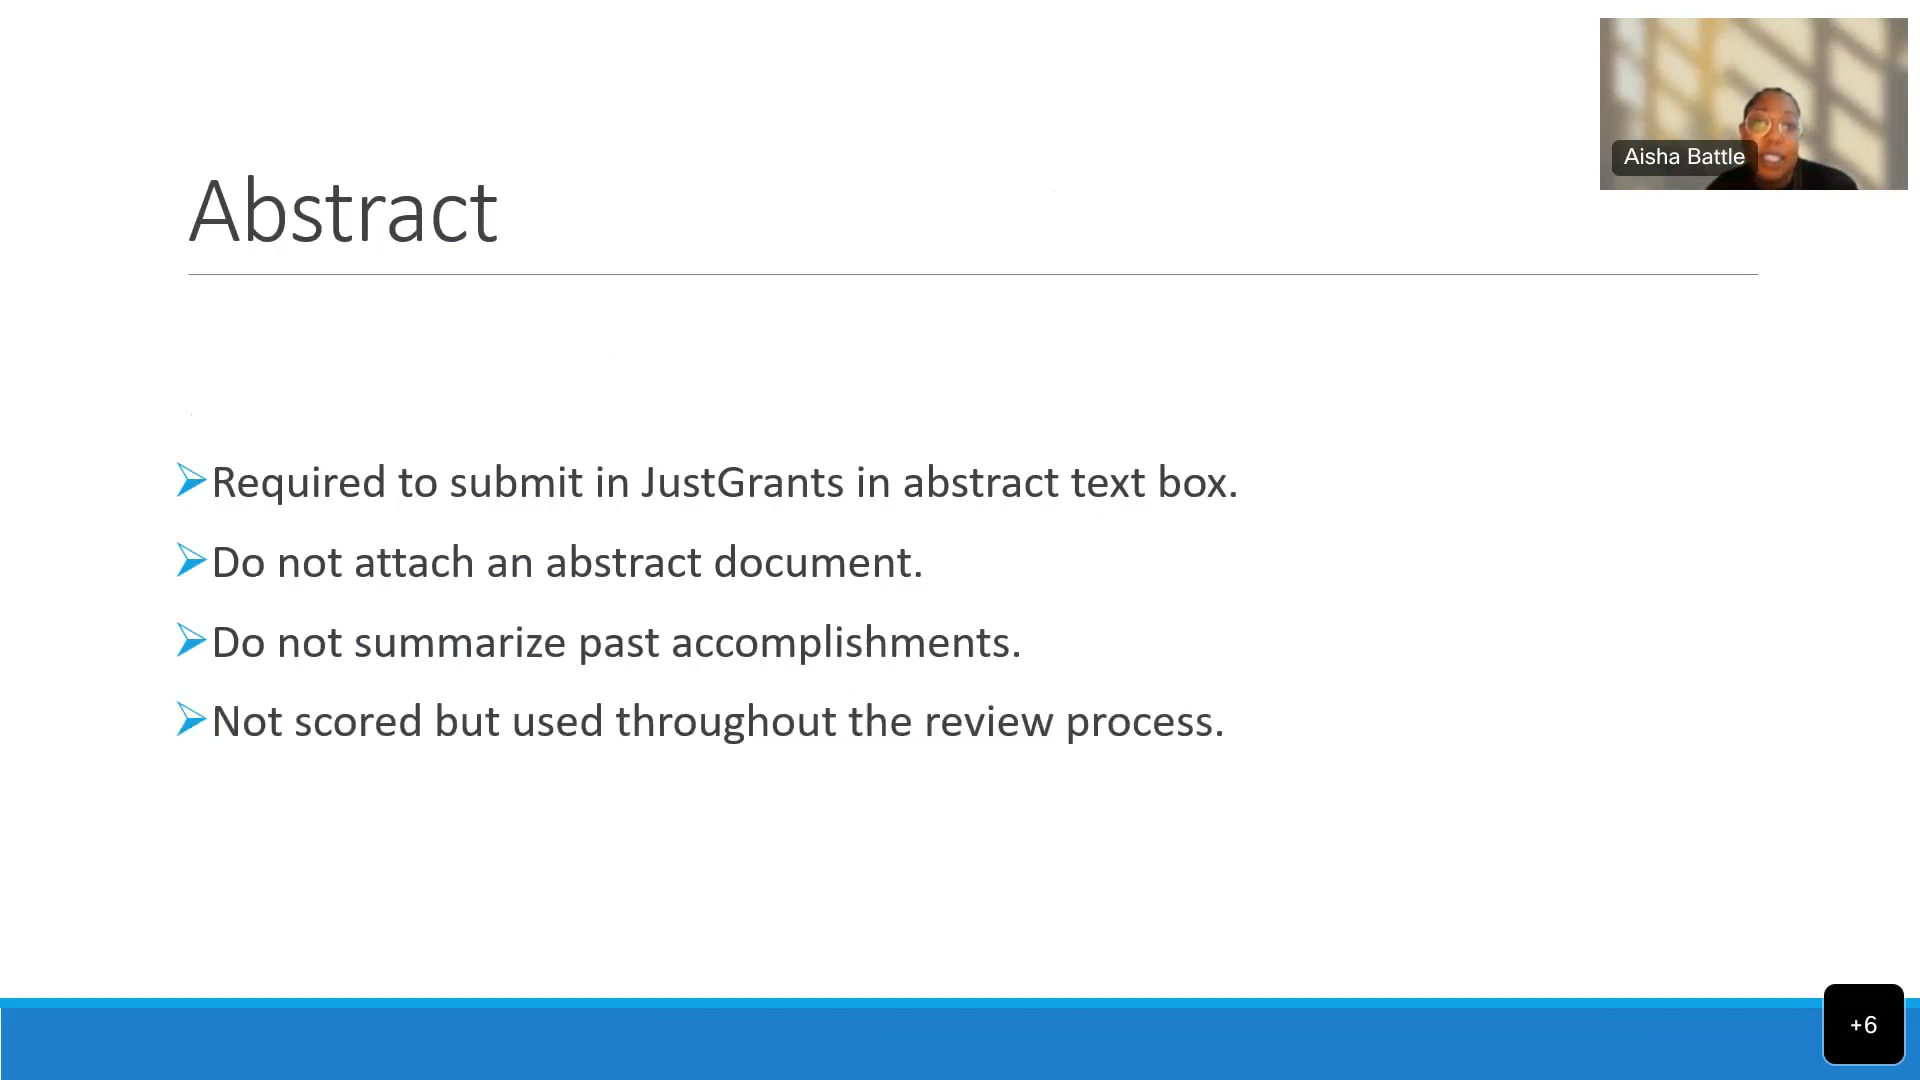 Aisha Battle
Abstract
Required to submit in JustGrants in abstract text box.
Do not attach an abstract document.
Do not summarize past accomplishments.
Not scored but used throughout the review process.
+6